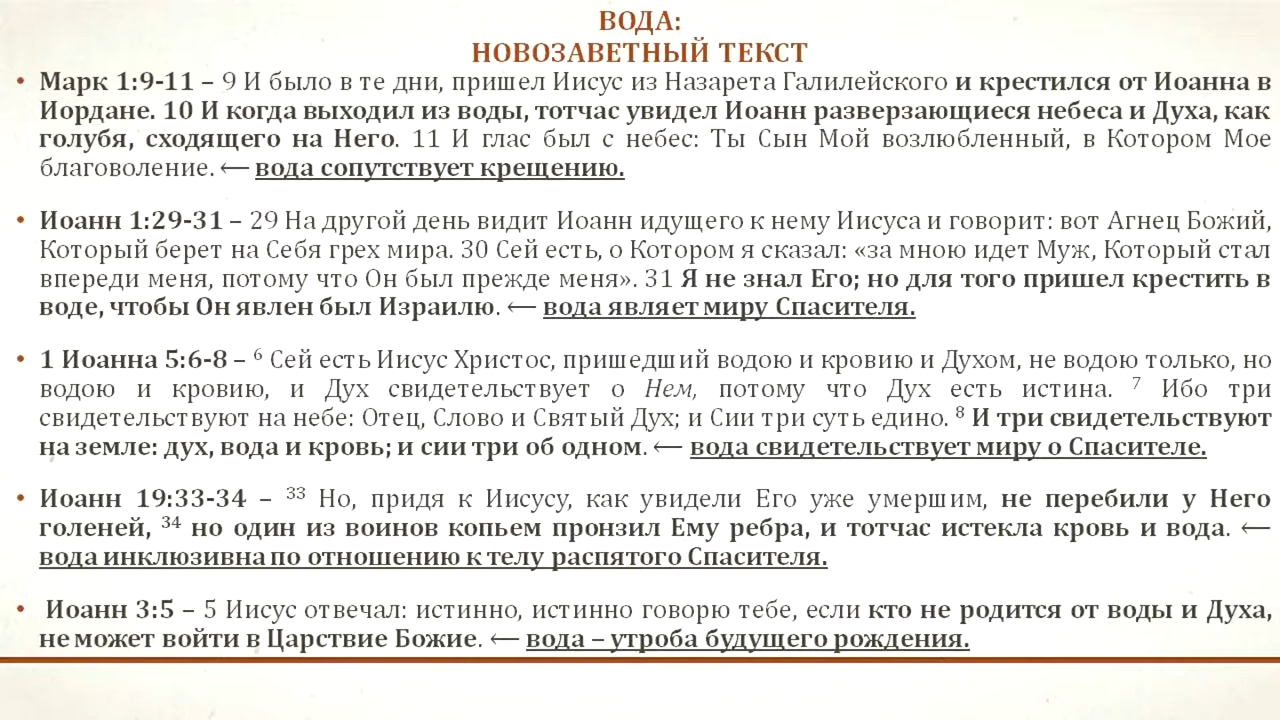 ВОДА:
НОВОЗАВЕТНЫЙ ТЕКСТ
• Марк 1:9-11 – 9 И было в те дни, пришел Иисус из Назарета Галилейского и крестился от Иоанна в
Иордане. 10 И когда выходил из воды, тотчас увидел Иоанн разверзающиеся небеса и Духа, как
голубя, сходящего на Него. 11 И глас был с небес: Ты Сын Мой возлюбленный, в Котором Мое
благоволение. ⟵ вода сопутствует крещению.
• Иоанн 1:29-31 – 29 На другой день видит Иоанн идущего к нему Иисуса и говорит: вот Агнец Божий,
Который берет на Себя грех мира. 30 Сей есть, о Котором я сказал: «за мною идет Муж, Который стал
впереди меня, потому что Он был прежде меня». 31 Я не знал Его; но для того пришел крестить в
воде, чтобы Он явлен был Израилю. ⟵ вода являет миру Спасителя.
• 1 Иоанна 5:6-8 – ⁶ Сей есть Иисус Христос, пришедший водою и кровию и Духом, не водою только, но
водою и кровию, и Дух свидетельствует о Нем, потому что Дух есть истина. ⁷ Ибо три
свидетельствуют на небе: Отец, Слово и Святый Дух; и Сии три суть едино. ⁸ И три свидетельствуют
на земле: дух, вода и кровь; и сии три об одном. ⟵ вода свидетельствует миру о Спасителе.
• Иоанн 19:33-34 – ³³ Но, придя к Иисусу, как увидели Его уже умершим, не перебили у Него
голеней, ³⁴ но один из воинов копьем пронзил Ему ребра, и тотчас истекла кровь и вода. ⟵
вода инклюзивна по отношению к телу распятого Спасителя.
• Иоанн 3:5 – 5 Иисус отвечал: истинно, истинно говорю тебе, если кто не родится от воды и Духа,
не может войти в Царствие Божие. ⟵ вода – утроба будущего рождения.